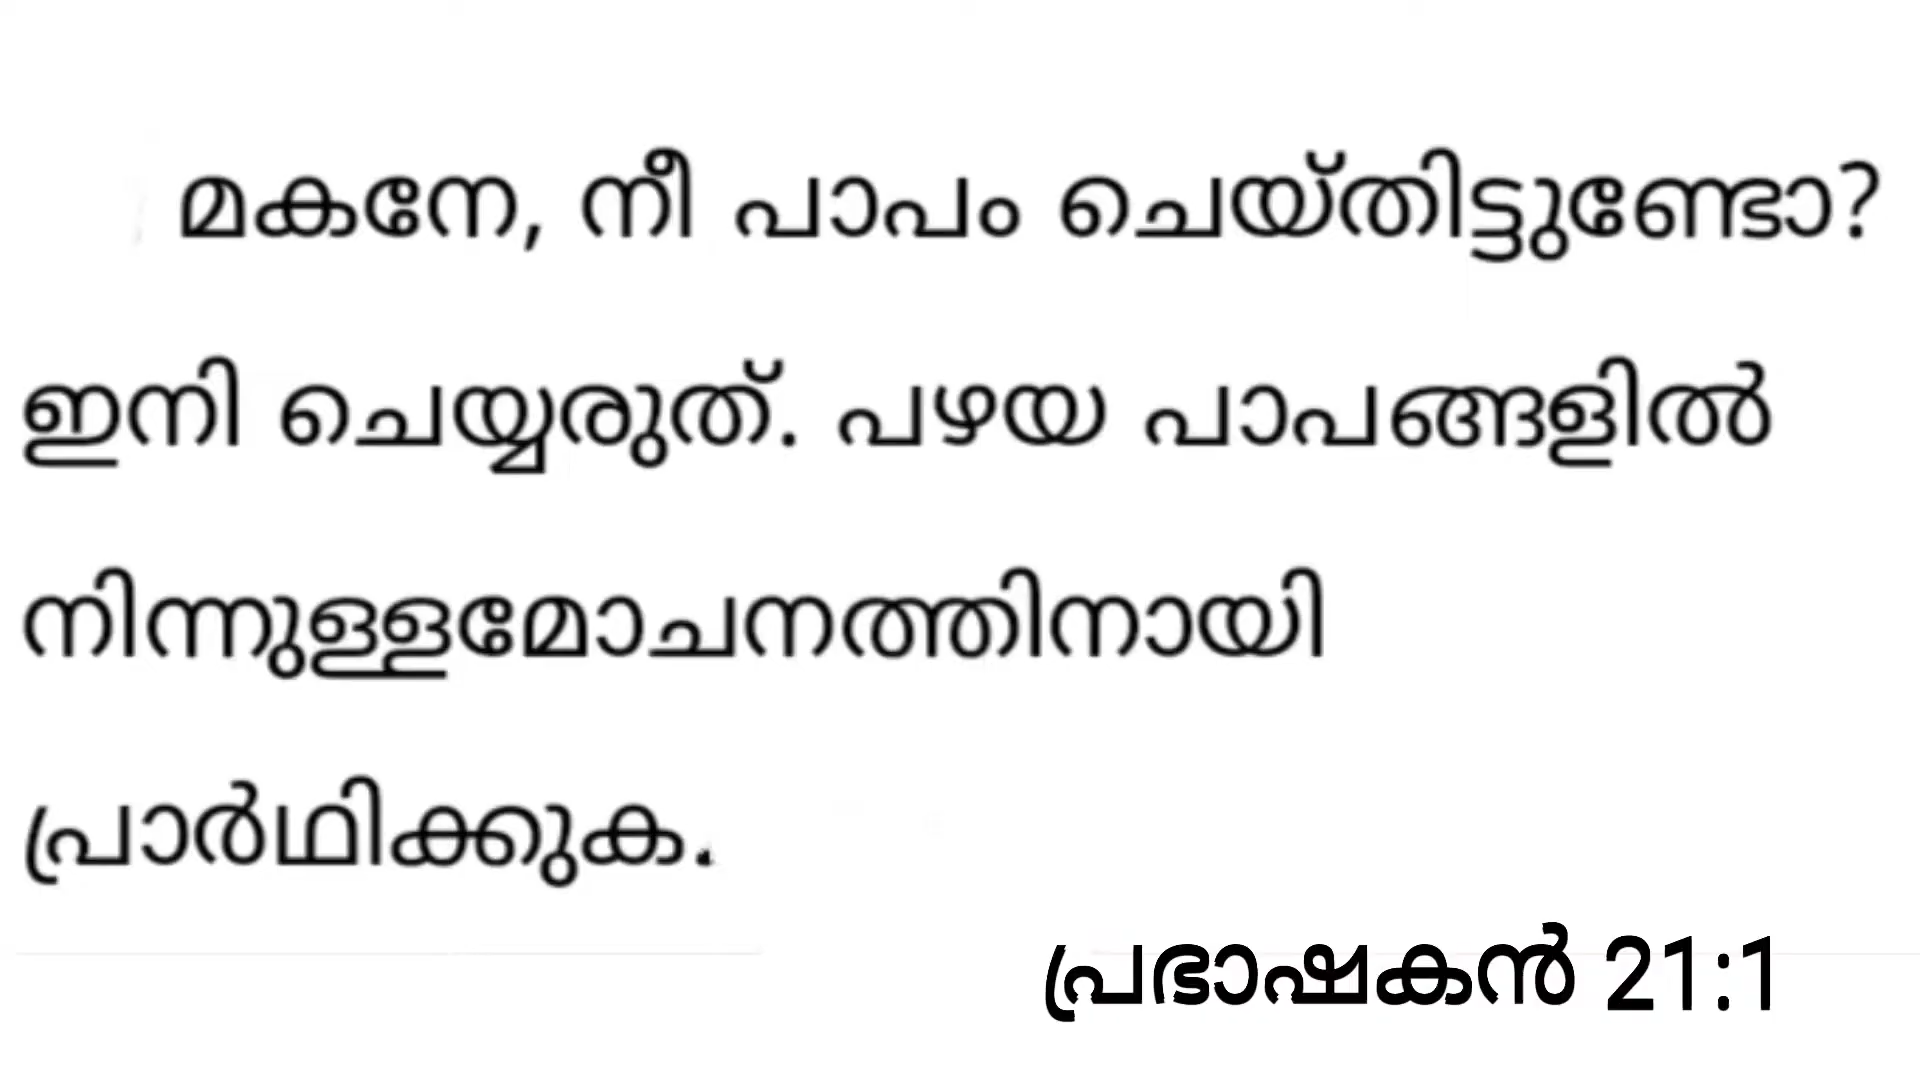 മകനേ, നീ പാപം ചെയ്തിട്ടുണ്ടോ?
ഇനി ചെയ്യരുത്. പഴയ പാപങ്ങളിൽ
നിന്നുള്ളമോചനത്തിനായി
പ്രാർഥിക്കുക.
പ്രഭാഷകൻ 21:1